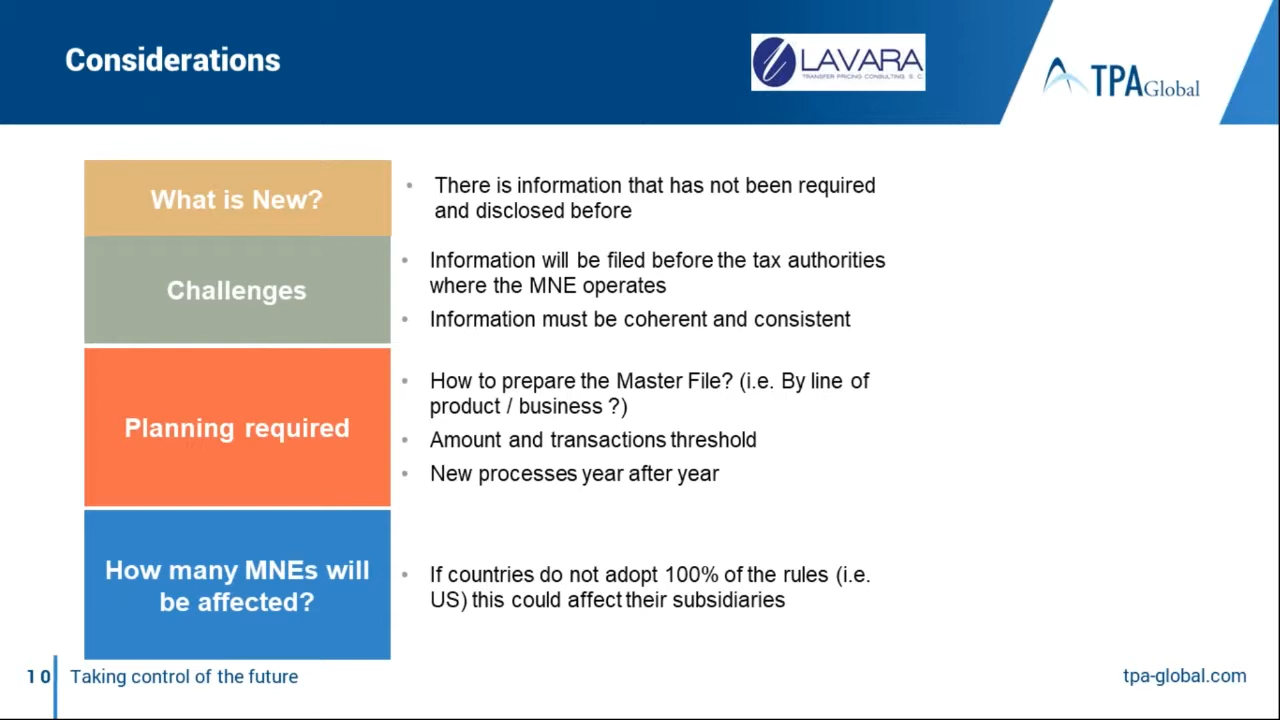 Considerations
LAVARA
TRANSFER PRICING CONSULTING S.C.
TPAGlobal
What is New?
• There is information that has not been required
and disclosed before
Challenges
• Information will be filed before the tax authorities
where the MNE operates
• Information must be coherent and consistent
Planning required
• How to prepare the Master File? (i.e. By line of
product / business ?)
• Amount and transactions threshold
• New processes year after year
How many MNEs will
be affected?
• If countries do not adopt 100% of the rules (i.e.
US) this could affect their subsidiaries
10 Taking control of the future
tpa-global.com